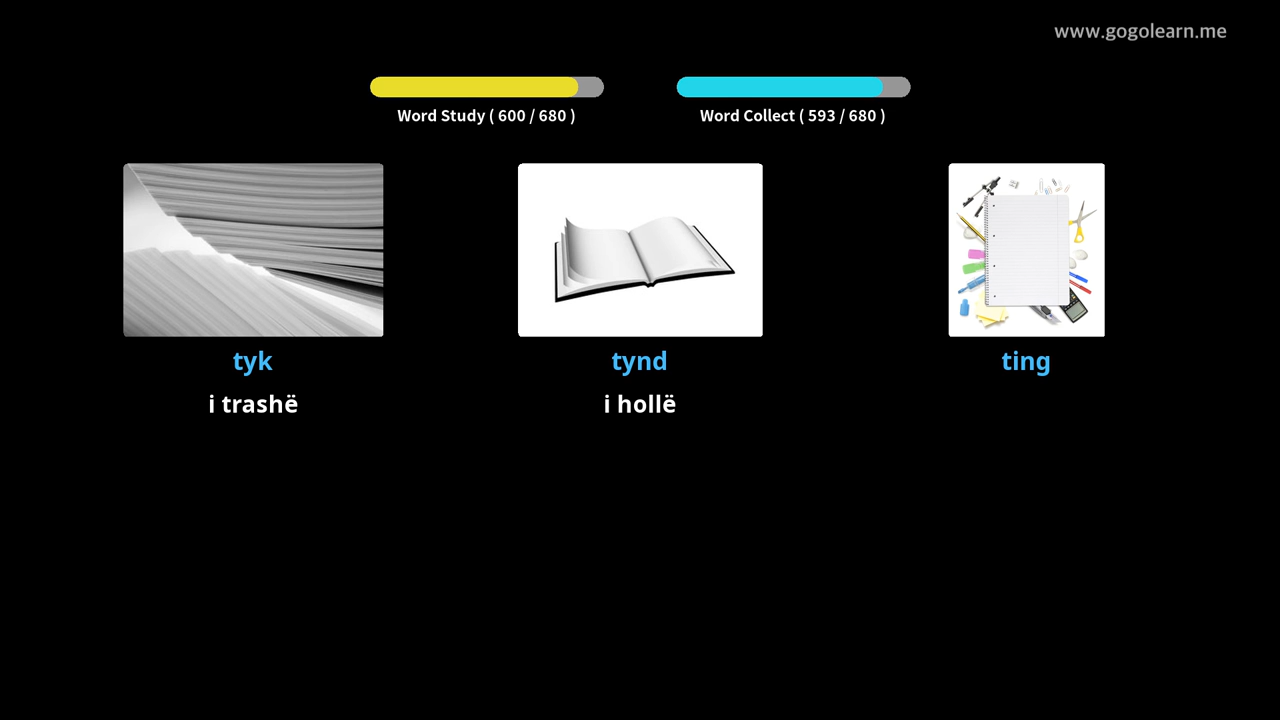 www.gogolearn.me
Word Study ( 600 / 680 )
Word Collect ( 593 / 680 )
tyk
tynd
ting
i trashë
i hollë